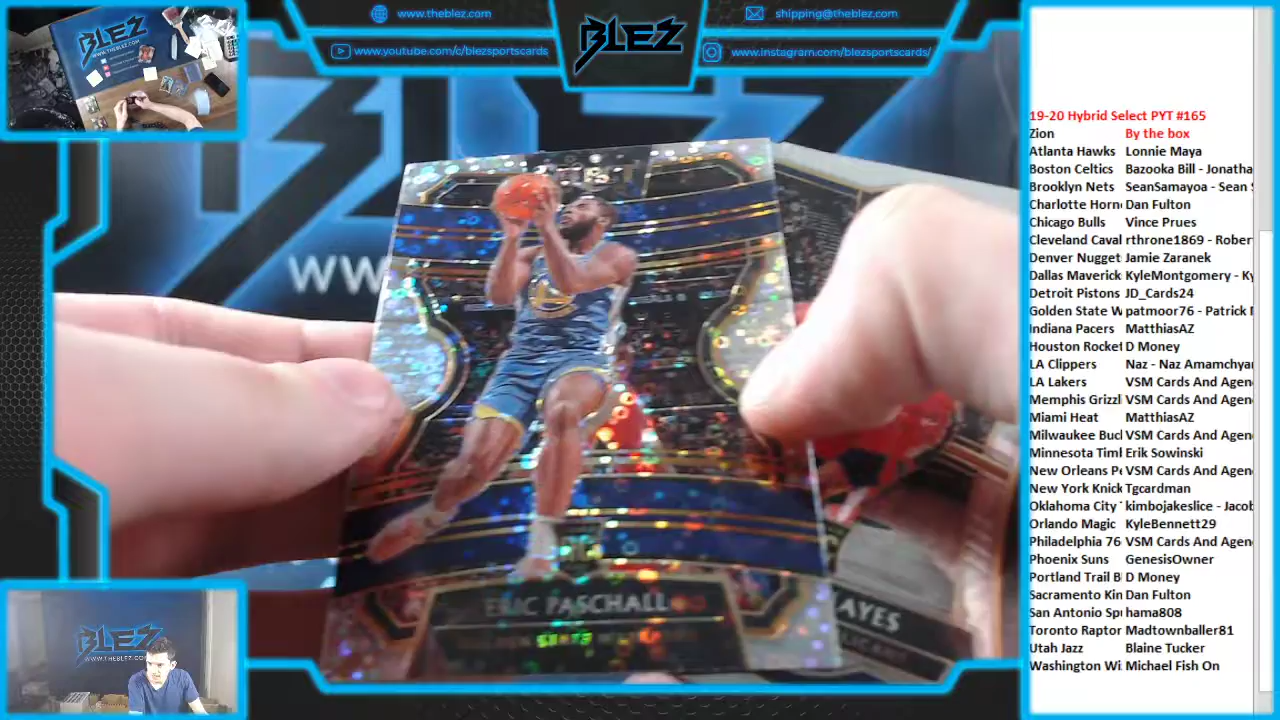 www.theblez.com
BLEZ
shipping@theblez.com
www.youtube.com/c/blezsportscards
www.instagram.com/blezsportscards/
BLEZ
WWW.THEBLEZ.COM
WW
ERIC PASCHALL
AYES
BLEZ
WWW.THEBLEZ.COM
19-20 Hybrid Select PYT #165
Zion By the box
Atlanta Hawks Lonnie Maya
Boston Celtics Bazooka Bill - Jonatha
Brooklyn Nets SeanSamayoa - Sean S
Charlotte Horn Dan Fulton
Chicago Bulls Vince Prues
Cleveland Caval rthrone1869 - Rober
Denver Nugget Jamie Zaranek
Dallas Maverick KyleMontgomery - Ky
Detroit Pistons JD_Cards24
Golden State W patmoor76 - Patrick
Indiana Pacers MatthiasAZ
Houston Rocket D Money
LA Clippers Naz - Naz Amamchyan
LA Lakers VSM Cards And Agen
Memphis Grizzl VSM Cards And Agen
Miami Heat MatthiasAZ
Milwaukee Buc VSM Cards And Agen
Minnesota Timl Erik Sowinski
New Orleans Pe VSM Cards And Agen
New York Knick Tgcardman
Oklahoma City kimbojakeslice - Jacob
Orlando Magic KyleBennett29
Philadelphia 76 VSM Cards And Agen
Phoenix Suns GenesisOwner
Portland Trail B D Money
Sacramento Kin Dan Fulton
San Antonio Sp hama808
Toronto Raptor Madtownballer81
Utah Jazz Blaine Tucker
Washington Wi Michael Fish On